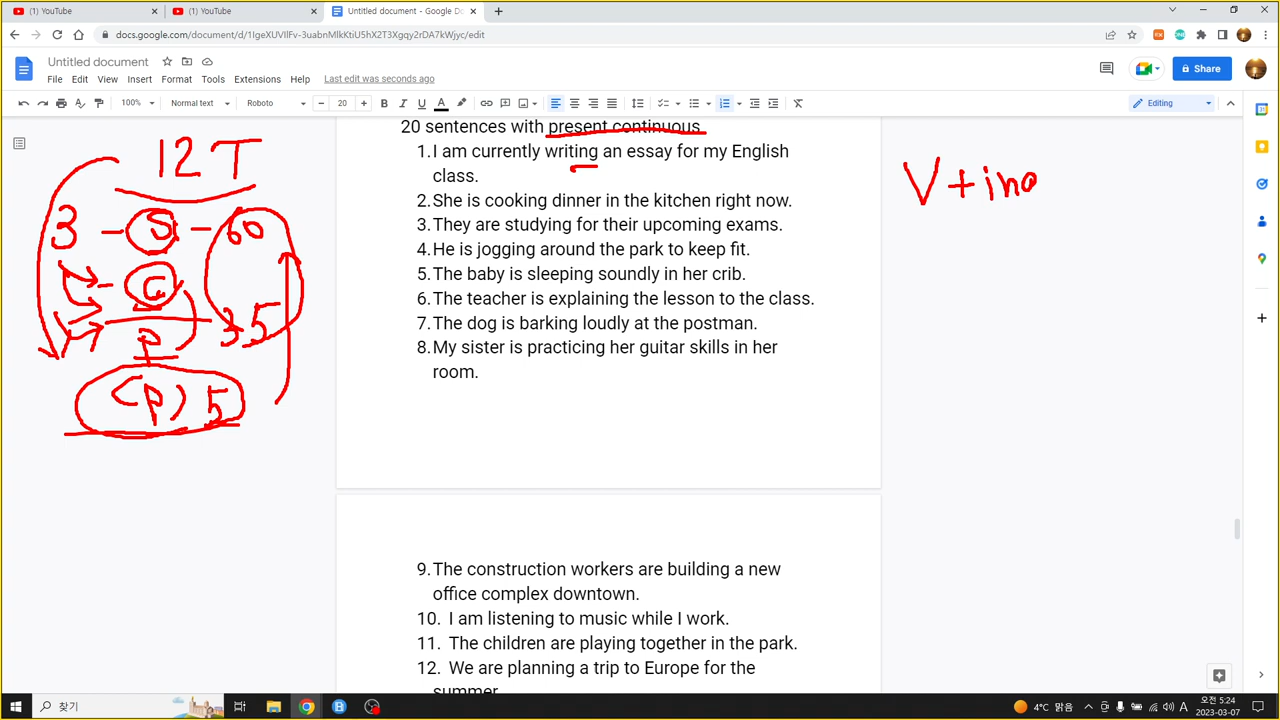 (1) YouTube
(1) YouTube
Untitled document - Google Do
docs.google.com/document/d/1IgeXUVIlFv-3uabnMlkKtiU5hX2T3Xgqy2rDA7kWjyc/edit
Untitled document
File Edit View Insert Format Tools Extensions Help Last edit was seconds ago
Share
100% Normal text Roboto 20 Editing
20 sentences with present continuous
1. I am currently writing an essay for my English
class.
2. She is cooking dinner in the kitchen right now.
3. They are studying for their upcoming exams.
4. He is jogging around the park to keep fit.
5. The baby is sleeping soundly in her crib.
6. The teacher is explaining the lesson to the class.
7. The dog is barking loudly at the postman.
8. My sister is practicing her guitar skills in her
room.
9. The construction workers are building a new
office complex downtown.
10. I am listening to music while I work.
11. The children are playing together in the park.
12. We are planning a trip to Europe for the
summer.
12 T
3 - S - 60
- C
P 35
(P) 5
V + ing
찾기
4°C 맑음
오전 5:24
2023-03-07